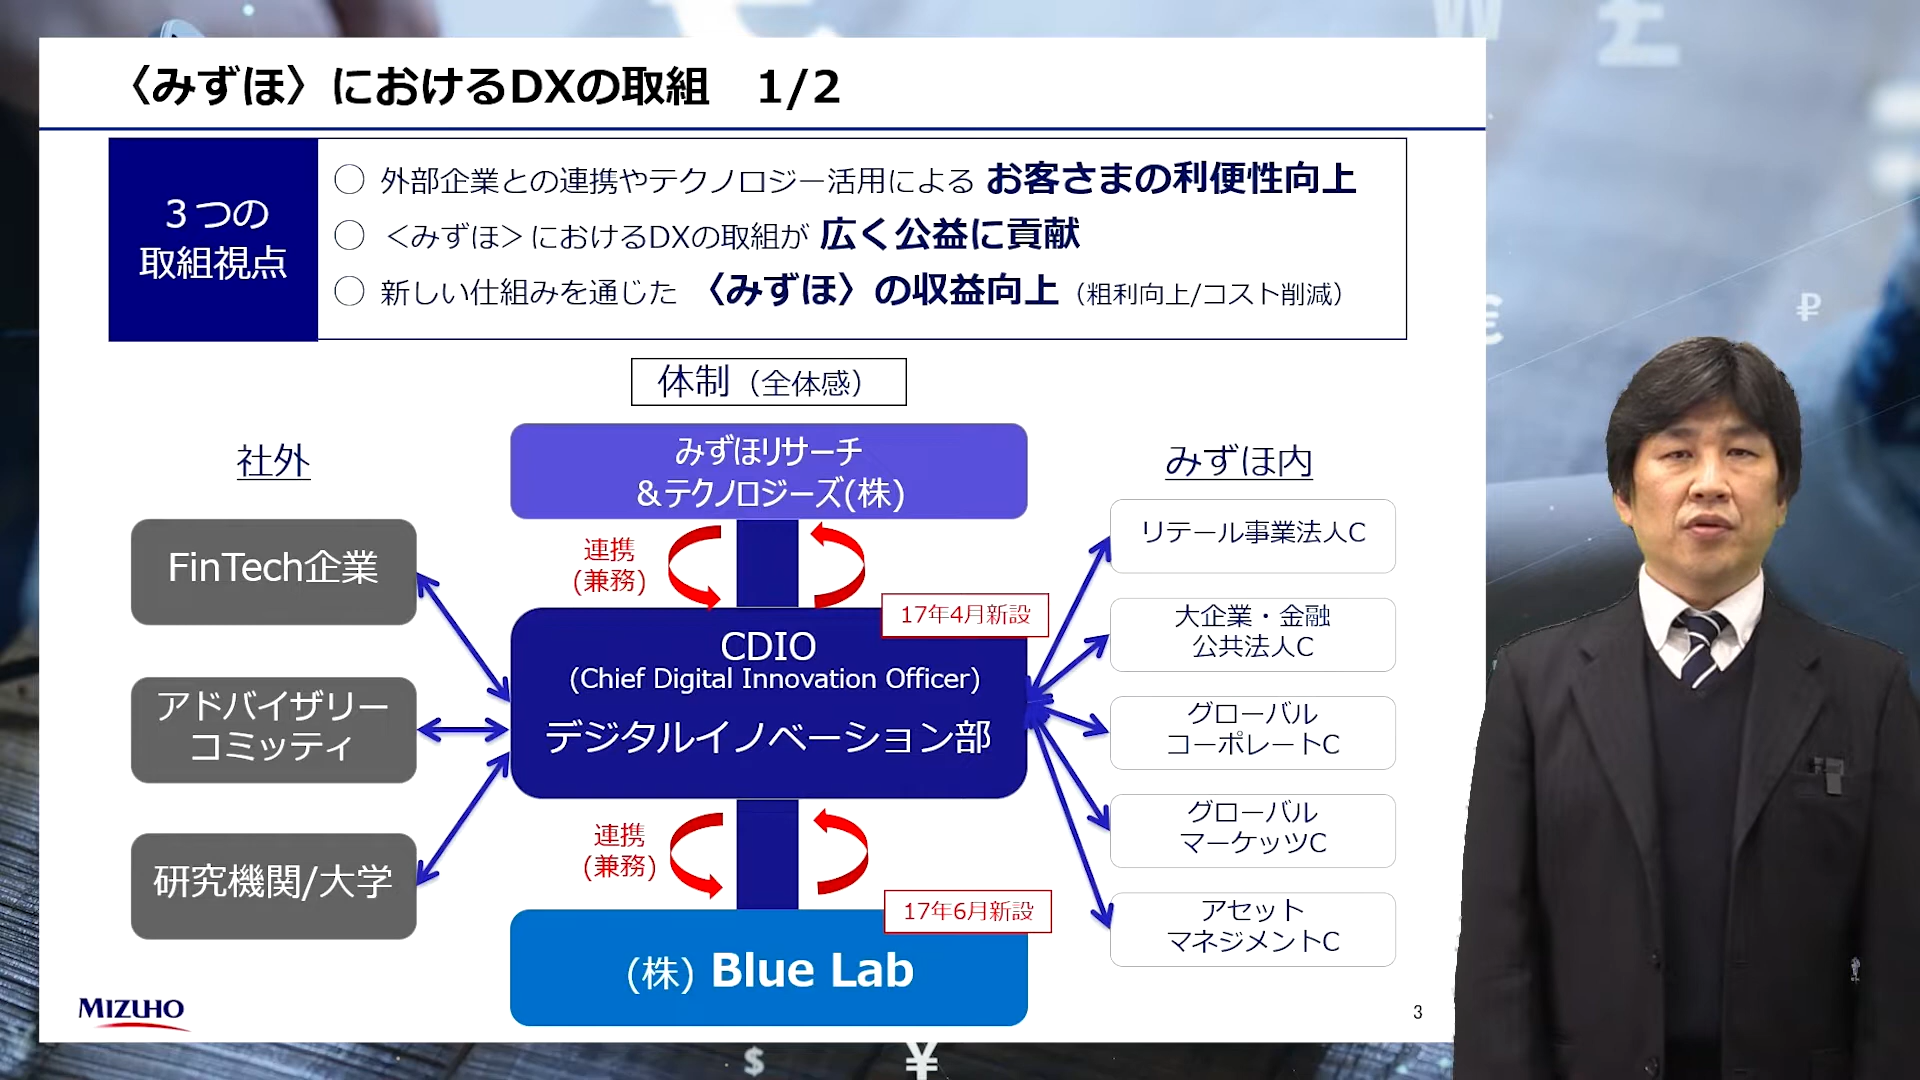 〈みずほ〉におけるDXの取組　1/2
３つの
取組視点
○ 外部企業との連携やテクノロジー活用による お客さまの利便性向上
○ ＜みずほ＞におけるDXの取組が 広く公益に貢献
○ 新しい仕組みを通じた 〈みずほ〉の収益向上（粗利向上/コスト削減）
体制（全体感）
社外
FinTech企業
アドバイザリー
コミッティ
研究機関/大学
みずほリサーチ
＆テクノロジーズ(株)
連携
(兼務)
17年4月新設
CDIO
(Chief Digital Innovation Officer)
デジタルイノベーション部
連携
(兼務)
17年6月新設
(株) Blue Lab
みずほ内
リテール事業法人C
大企業・金融
公共法人C
グローバル
コーポレートC
グローバル
マーケッツC
アセット
マネジメントC
MIZUHO
3